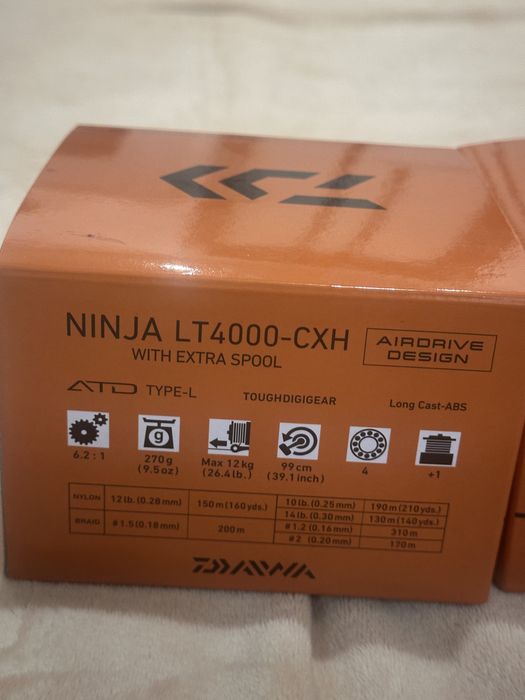 NINJA LT4000-CXH
WITH EXTRA SPOOL
AIRDRIVE
DESIGN
ATD TYPE-L
TOUGHDIGIGEAR
Long Cast-ABS
6.2 : 1
g
270g
(9.5oz)
Max 12kg
(26.4lb.)
99cm
(39.1inch)
4
+1
NYLON 12lb.(0.28mm) 150m(160yds.) 10lb.(0.25mm) 190m(210yds.)
14lb.(0.30mm) 130m(140yds.)
BRAID #1.5(0.18mm) 200m #1.2(0.16mm) 310m
#2 (0.20mm) 170m
DAIWA